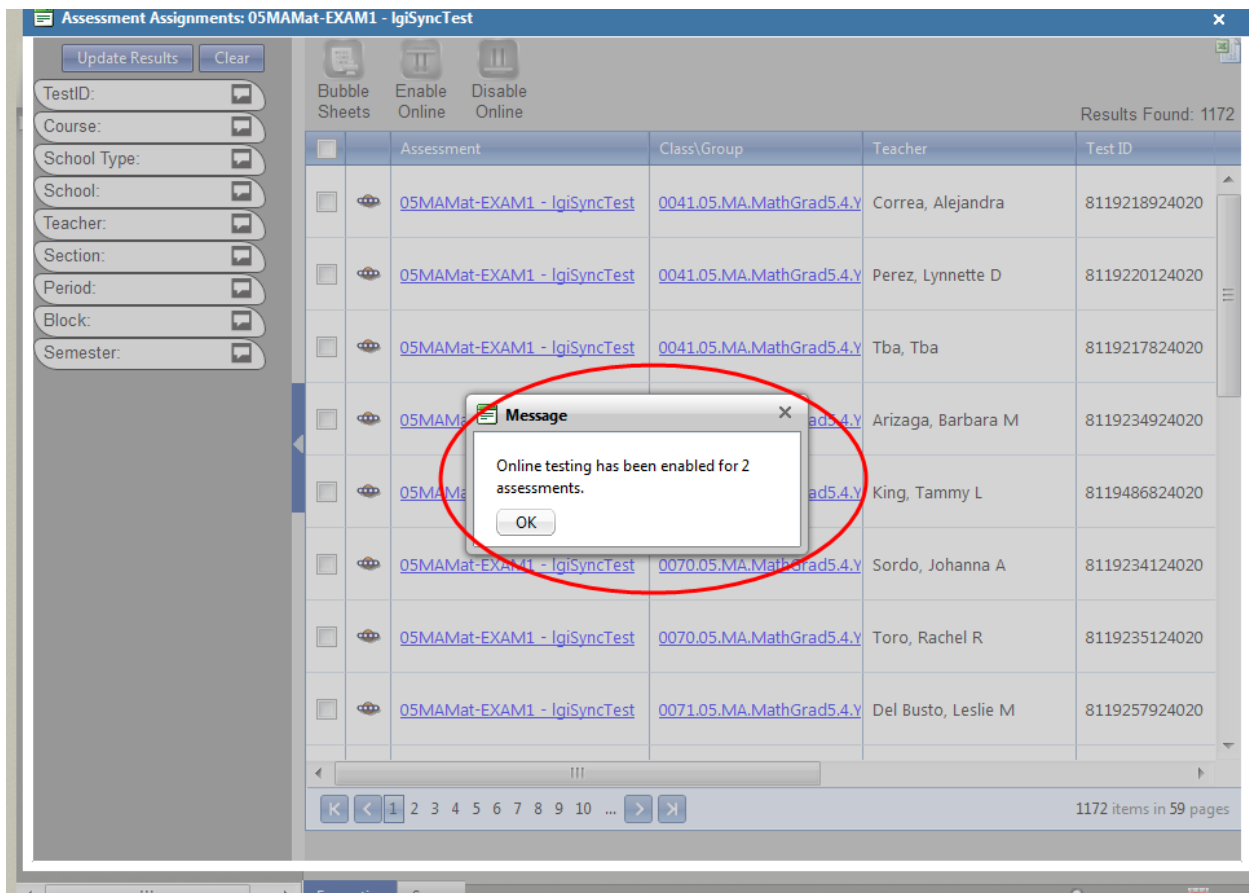 Assessment Assignments: 05MAMat-EXAM1 - IgiSyncTest
Update Results Clear
TestID:
Course:
School Type:
School:
Teacher:
Section:
Period:
Block:
Semester:
Bubble Sheets
Enable Online
Disable Online
Results Found: 1172
Assessment Class\Group Teacher Test ID
05MAMat-EXAM1 - IgiSyncTest 0041.05.MA.MathGrad5.4.Y Correa, Alejandra 8119218924020
05MAMat-EXAM1 - IgiSyncTest 0041.05.MA.MathGrad5.4.Y Perez, Lynnette D 8119220124020
05MAMat-EXAM1 - IgiSyncTest 0041.05.MA.MathGrad5.4.Y Tba, Tba 8119217824020
05MAMa ad5.4.Y Arizaga, Barbara M 8119234924020
05MAMa ad5.4.Y King, Tammy L 8119486824020
05MAMat-EXAM1 - IgiSyncTest 0070.05.MA.MathGrad5.4.Y Sordo, Johanna A 8119234124020
05MAMat-EXAM1 - IgiSyncTest 0070.05.MA.MathGrad5.4.Y Toro, Rachel R 8119235124020
05MAMat-EXAM1 - IgiSyncTest 0071.05.MA.MathGrad5.4.Y Del Busto, Leslie M 8119257924020
Message
Online testing has been enabled for 2
assessments.
OK
1 2 3 4 5 6 7 8 9 10 ... 1172 items in 59 pages